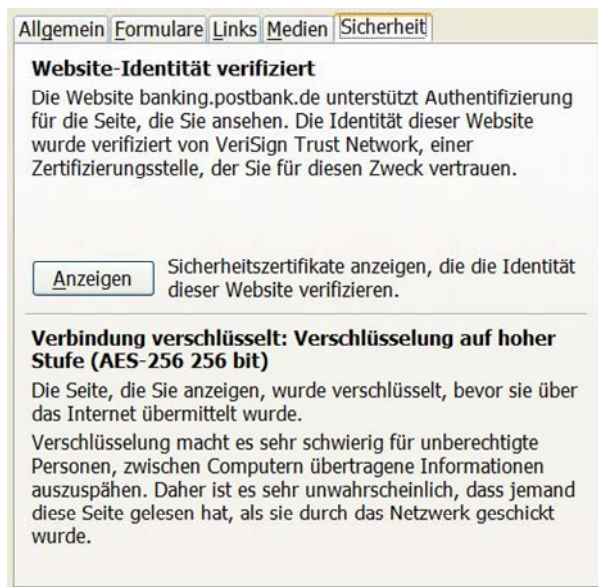 Allgemein Formulare Links Medien Sicherheit
Website-Identität verifiziert
Die Website banking.postbank.de unterstützt Authentifizierung
für die Seite, die Sie ansehen. Die Identität dieser Website
wurde verifiziert von VeriSign Trust Network, einer
Zertifizierungsstelle, der Sie für diesen Zweck vertrauen.
Anzeigen
Sicherheitszertifikate anzeigen, die die Identität
dieser Website verifizieren.
Verbindung verschlüsselt: Verschlüsselung auf hoher
Stufe (AES-256 256 bit)
Die Seite, die Sie anzeigen, wurde verschlüsselt, bevor sie über
das Internet übermittelt wurde.
Verschlüsselung macht es sehr schwierig für unberechtigte
Personen, zwischen Computern übertragene Informationen
auszuspähen. Daher ist es sehr unwahrscheinlich, dass jemand
diese Seite gelesen hat, als sie durch das Netzwerk geschickt
wurde.